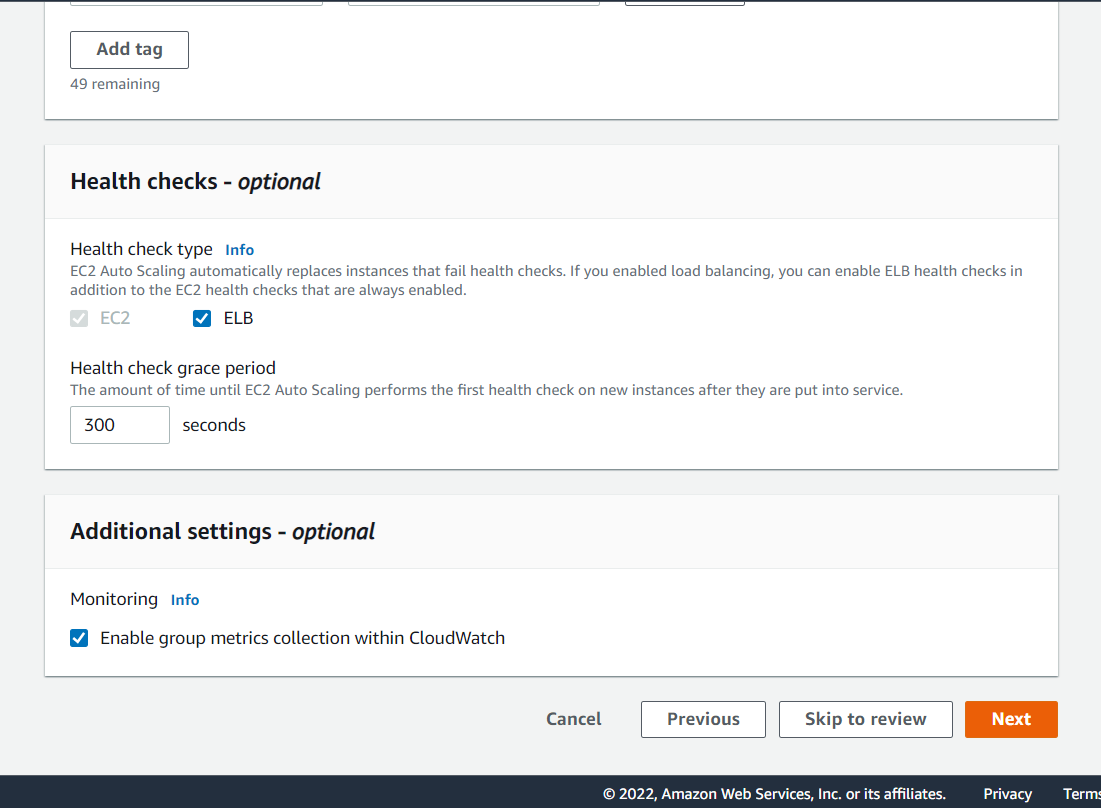 Add tag
49 remaining
Health checks - optional
Health check type Info
EC2 Auto Scaling automatically replaces instances that fail health checks. If you enabled load balancing, you can enable ELB health checks in
addition to the EC2 health checks that are always enabled.
EC2 ELB
Health check grace period
The amount of time until EC2 Auto Scaling performs the first health check on new instances after they are put into service.
300 seconds
Additional settings - optional
Monitoring Info
Enable group metrics collection within CloudWatch
Cancel Previous Skip to review Next
© 2022, Amazon Web Services, Inc. or its affiliates. Privacy Terms